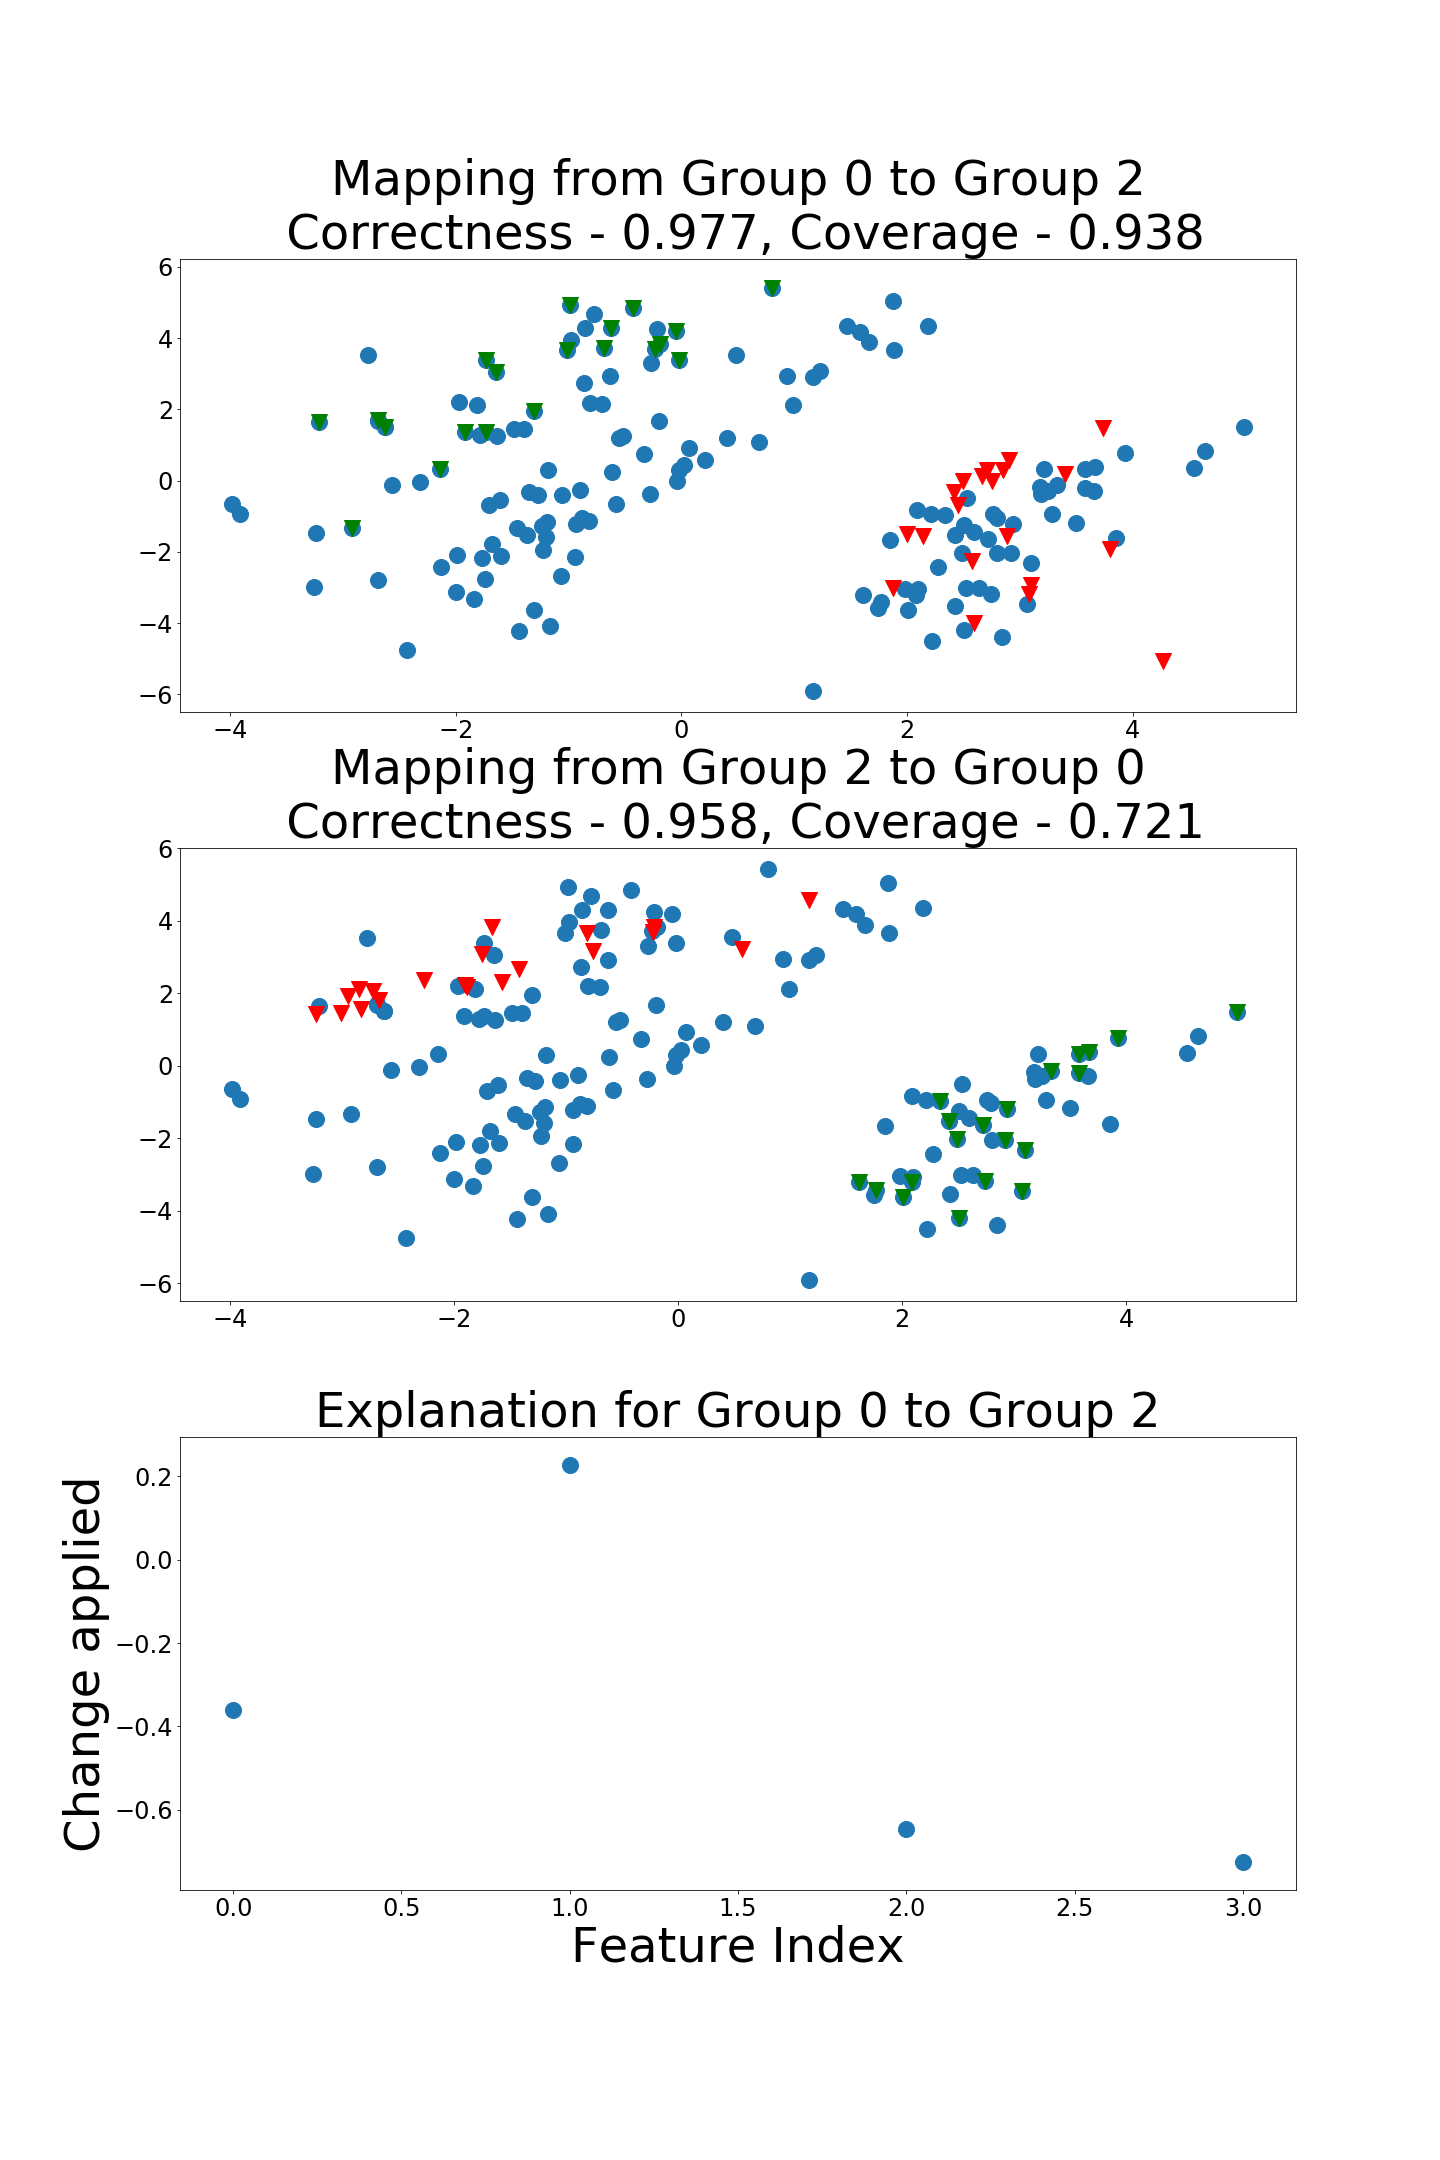 Mapping from Group 0 to Group 2
Correctness - 0.977, Coverage - 0.938
6
4
2
0
−2
−4
−6
−4 −2 0 2 4
Mapping from Group 2 to Group 0
Correctness - 0.958, Coverage - 0.721
6
4
2
0
−2
−4
−6
−4 −2 0 2 4
Explanation for Group 0 to Group 2
Change applied
0.2
0.0
−0.2
−0.4
−0.6
0.0 0.5 1.0 1.5 2.0 2.5 3.0
Feature Index